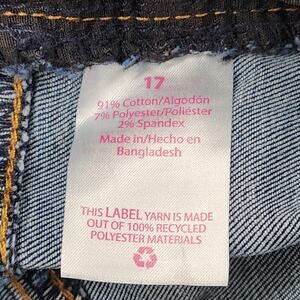 17
91% Cotton/Algodón
7% Polyester/Poliéster
2% Spandex
Made in/Hecho en
Bangladesh
THIS LABEL YARN IS MADE
OUT OF 100% RECYCLED
POLYESTER MATERIALS